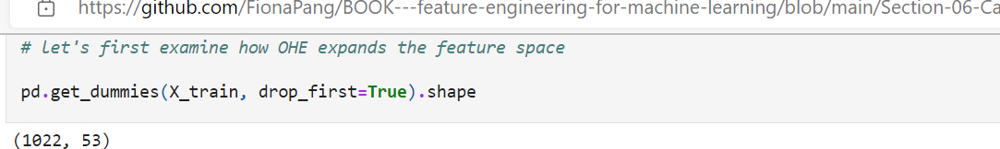 https://github.com/FionaPang/BOOK---feature-engineering-for-machine-learning/blob/main/Section-06-Ca
# let's first examine how OHE expands the feature space
pd.get_dummies(X_train, drop_first=True).shape
(1022, 53)